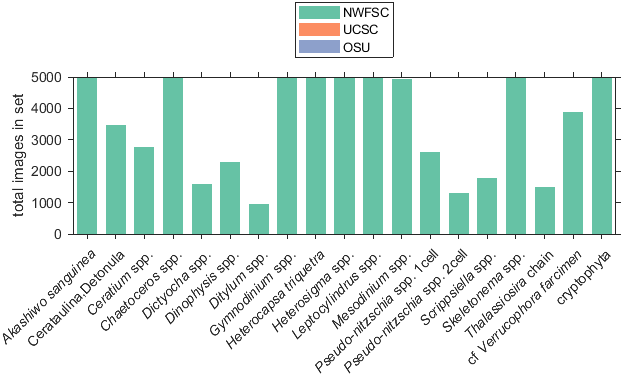 NWFSC
UCSC
OSU
total images in set
5000
4000
3000
2000
1000
0
Akashiwo sanguinea
Cerataulina,Detonula
Ceratium spp.
Chaetoceros spp.
Dictyocha spp.
Dinophysis spp.
Ditylum spp.
Gymnodinium spp.
Heterocapsa triquetra
Heterosigma spp.
Leptocylindrus spp.
Mesodinium spp.
Pseudo-nitzschia spp. 1cell
Pseudo-nitzschia spp. 2cell
Scrippsiella spp.
Skeletonema spp.
Thalassiosira chain
cf Verrucophora farcimen
cryptophyta